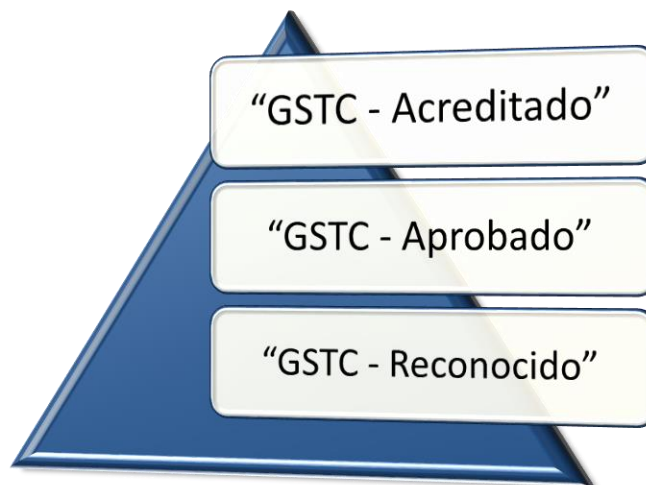 “GSTC - Acreditado”
“GSTC - Aprobado”
“GSTC - Reconocido”